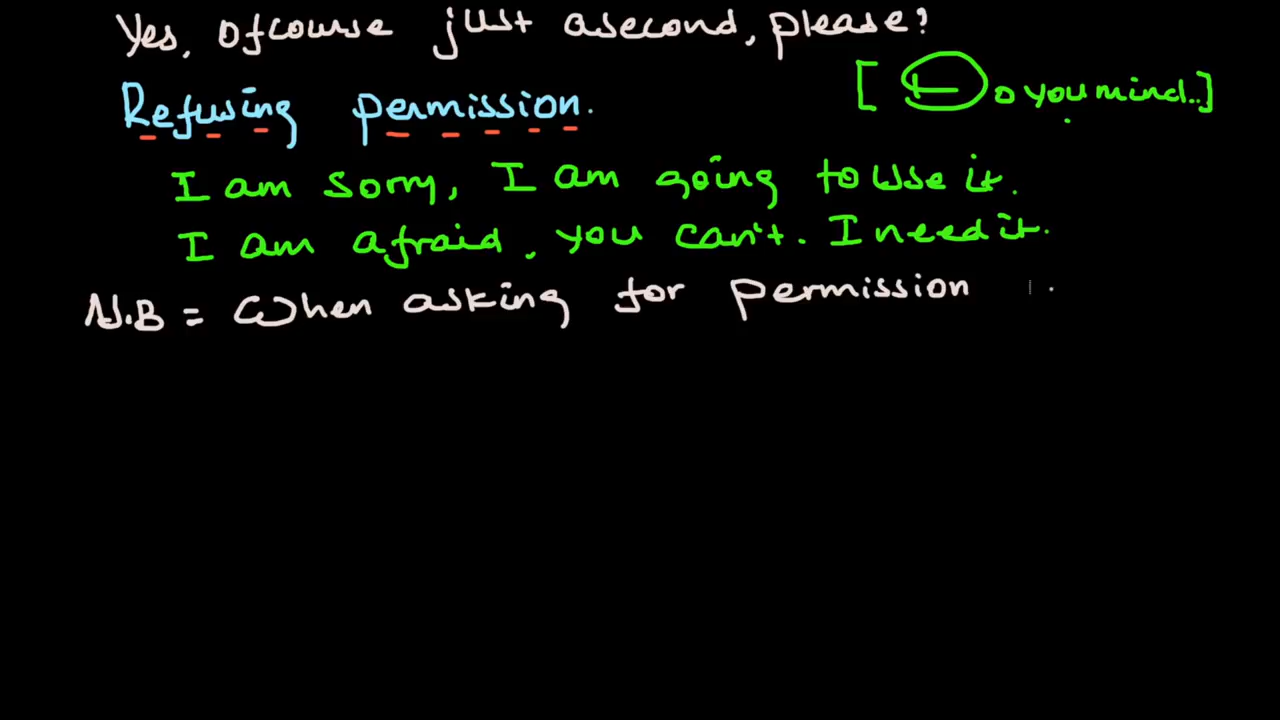 Yes, ofcourse just asecond, please?
Refusing permission.
[ Do you mind..]
I am sorry, I am going to use it.
I am afraid, you can't. I need it.
N.B = When asking for permission